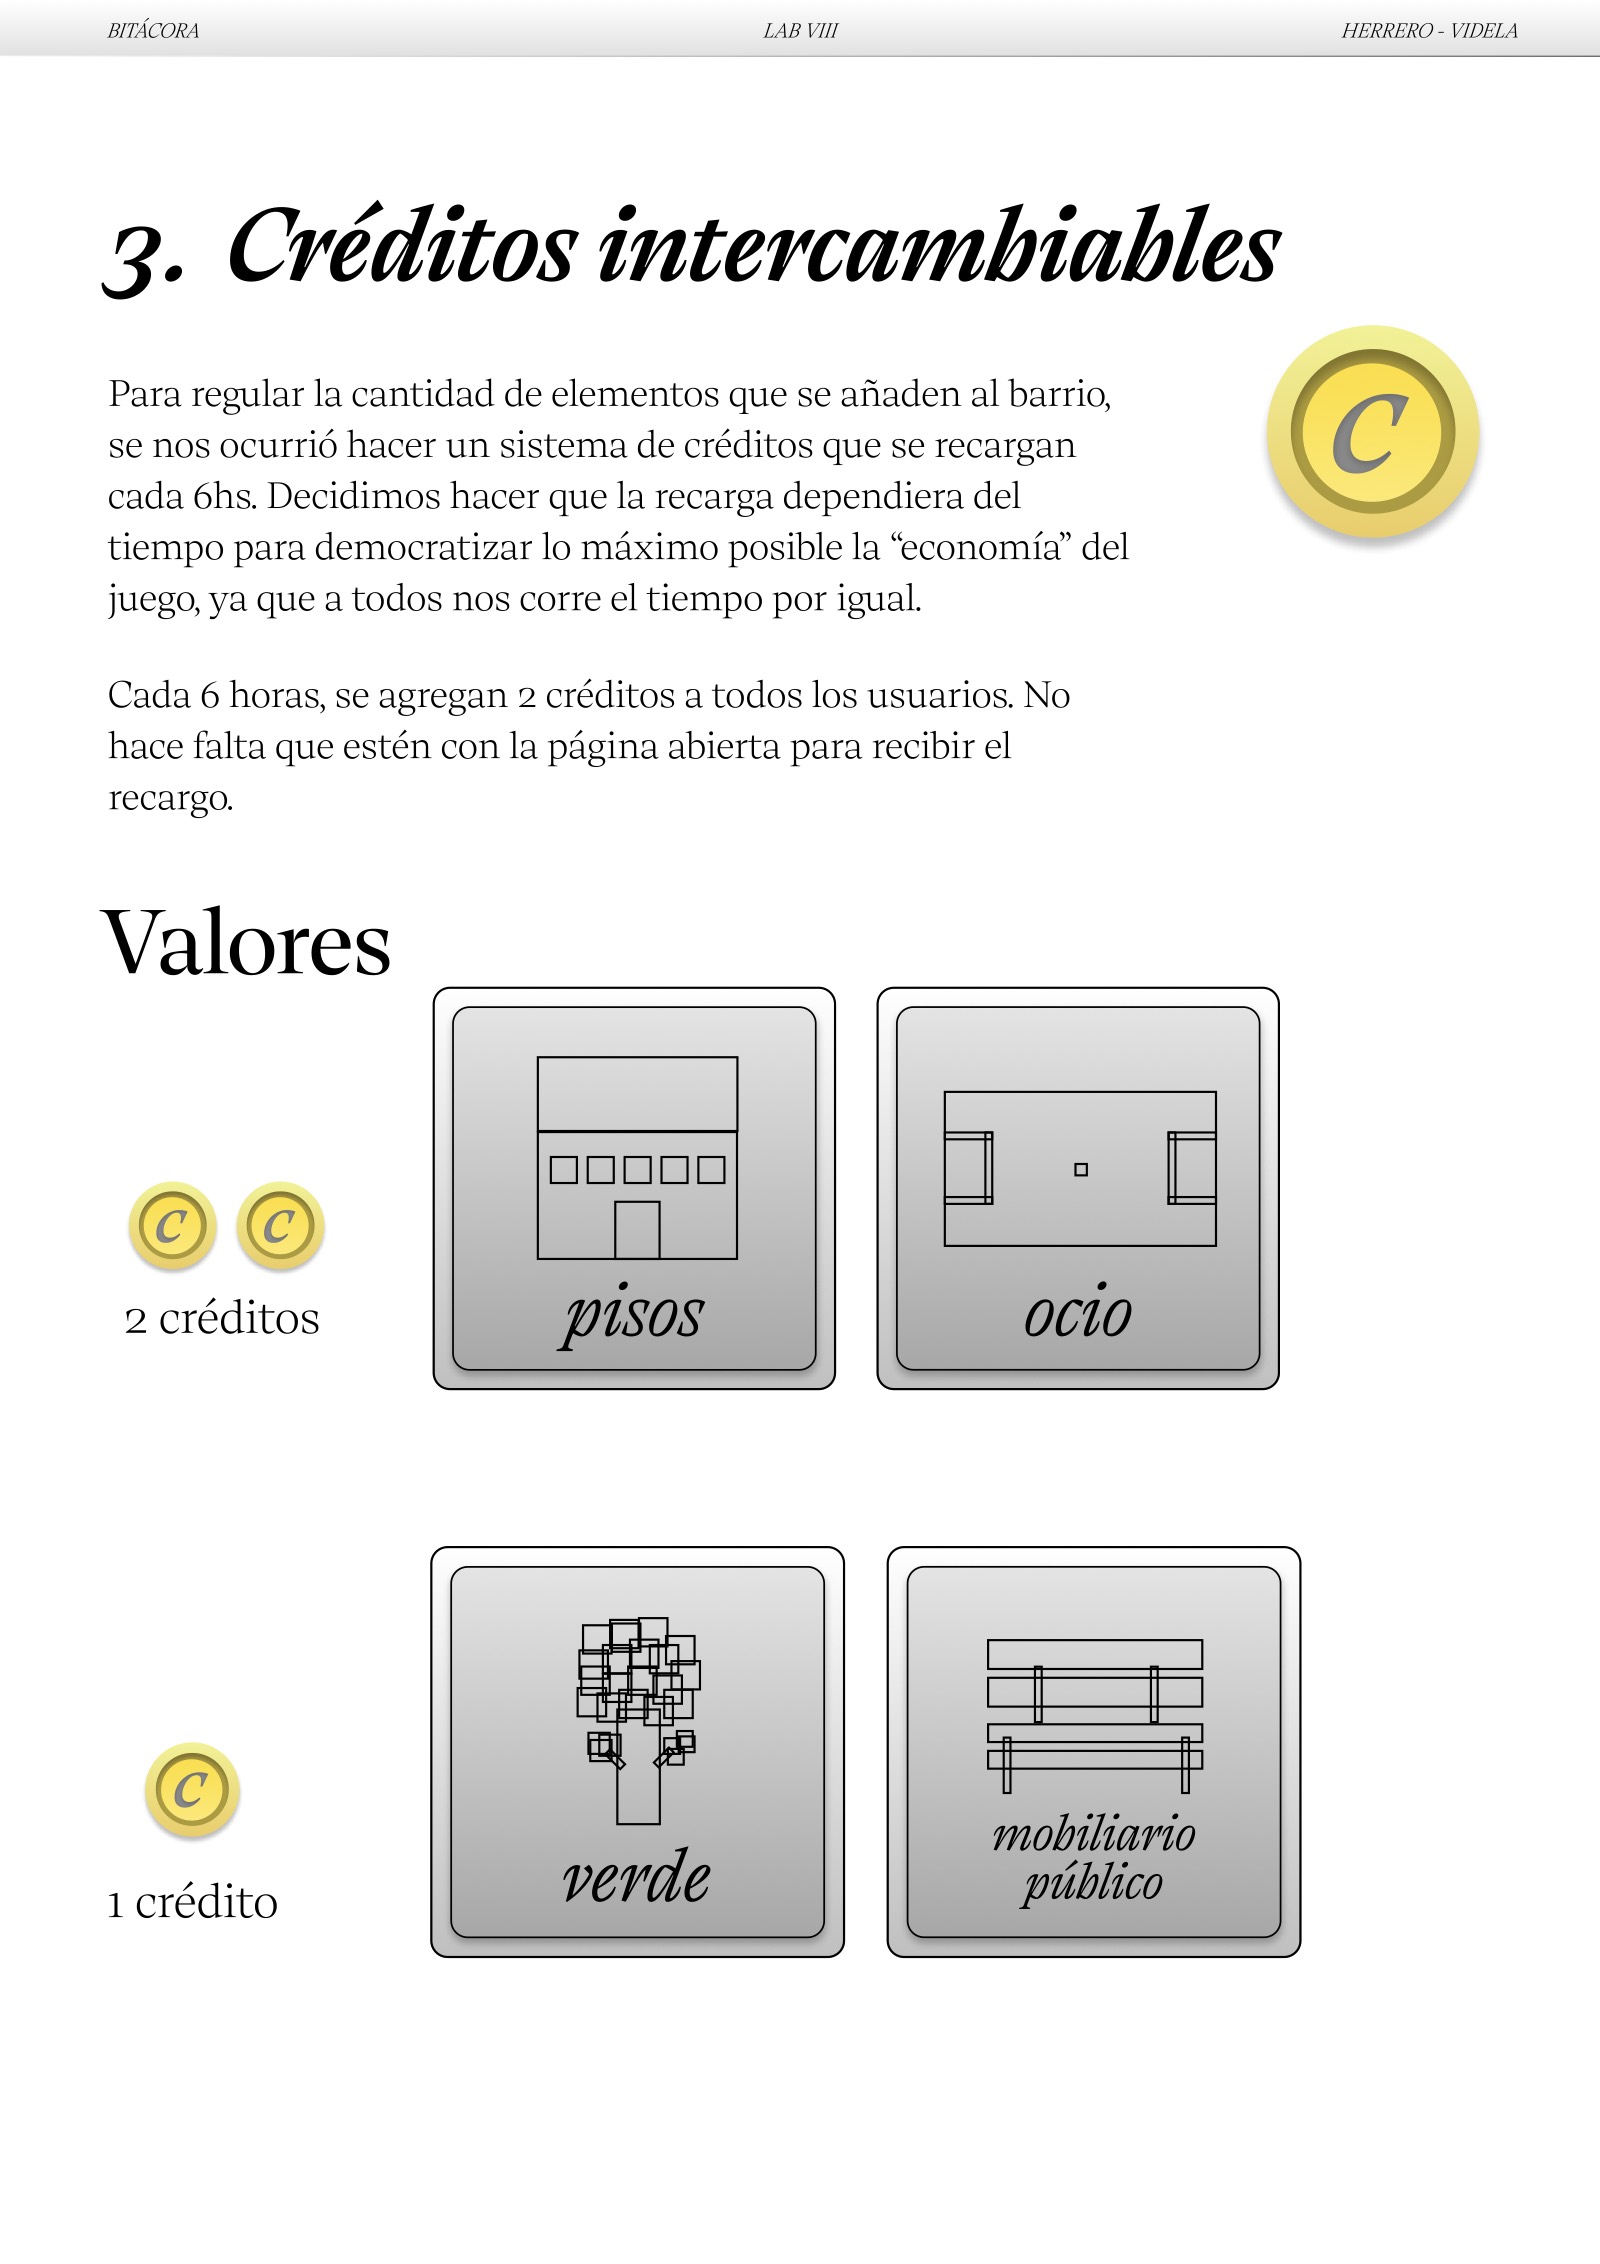 BITÁCORA
LAB VIII
HERRERO - VIDELA
3. Créditos intercambiables
Para regular la cantidad de elementos que se añaden al barrio,
se nos ocurrió hacer un sistema de créditos que se recargan
cada 6hs. Decidimos hacer que la recarga dependiera del
tiempo para democratizar lo máximo posible la “economía” del
juego, ya que a todos nos corre el tiempo por igual.
C
Cada 6 horas, se agregan 2 créditos a todos los usuarios. No
hace falta que estén con la página abierta para recibir el
recargo.
Valores
C
C
2 créditos
pisos
ocio
C
1 crédito
verde
mobiliario
público